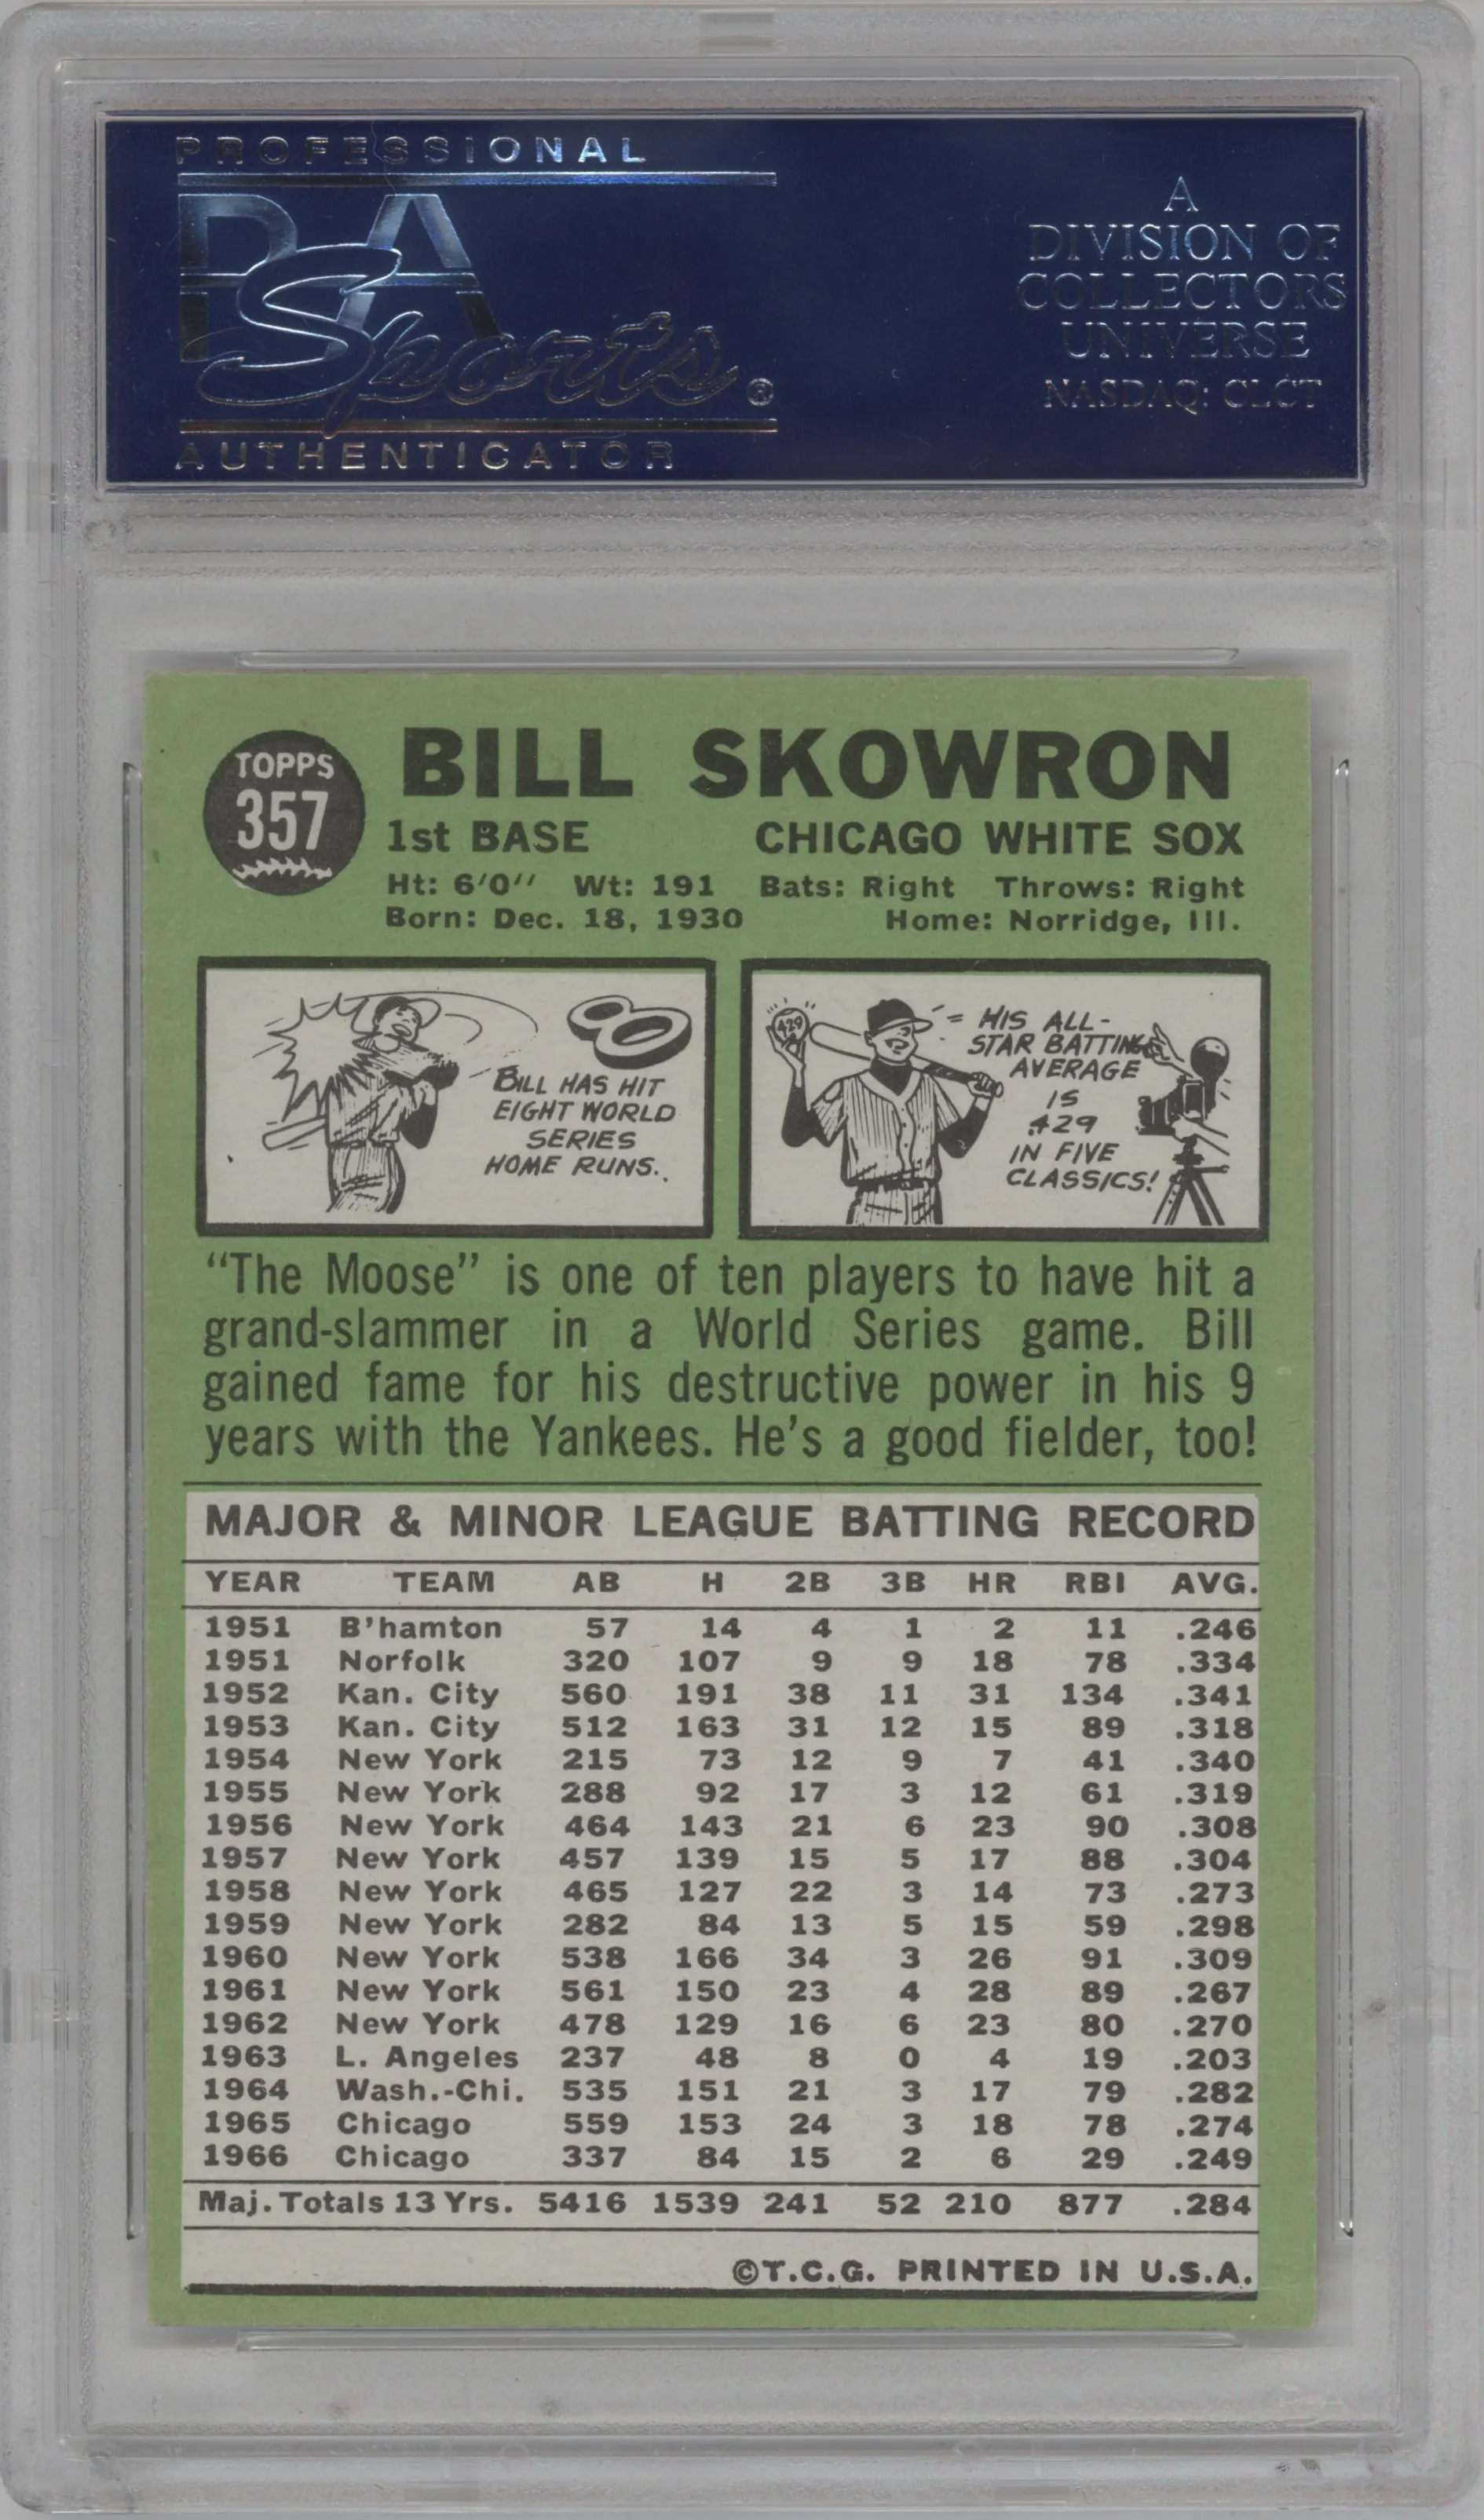 PROFESSIONAL
PSA
Sports®
AUTHENTICATOR
A
DIVISION OF
COLLECTORS
UNIVERSE
NASDAQ: CLCT
TOPPS
357
BILL SKOWRON
1st BASE CHICAGO WHITE SOX
Ht: 6'0" Wt: 191 Bats: Right Throws: Right
Born: Dec. 18, 1930 Home: Norridge, Ill.
8
BILL HAS HIT
EIGHT WORLD
SERIES
HOME RUNS..
429
HIS ALL-
STAR BATTING
AVERAGE
IS
.429
IN FIVE
CLASSICS!
“The Moose” is one of ten players to have hit a
grand-slammer in a World Series game. Bill
gained fame for his destructive power in his 9
years with the Yankees. He's a good fielder, too!
MAJOR & MINOR LEAGUE BATTING RECORD
YEAR TEAM AB H 2B 3B HR RBI AVG.
1951 B'hamton 57 14 4 1 2 11 .246
1951 Norfolk 320 107 9 9 18 78 .334
1952 Kan. City 560 191 38 11 31 134 .341
1953 Kan. City 512 163 31 12 15 89 .318
1954 New York 215 73 12 9 7 41 .340
1955 New York 288 92 17 3 12 61 .319
1956 New York 464 143 21 6 23 90 .308
1957 New York 457 139 15 5 17 88 .304
1958 New York 465 127 22 3 14 73 .273
1959 New York 282 84 13 5 15 59 .298
1960 New York 538 166 34 3 26 91 .309
1961 New York 561 150 23 4 28 89 .267
1962 New York 478 129 16 6 23 80 .270
1963 L. Angeles 237 48 8 0 4 19 .203
1964 Wash.-Chi. 535 151 21 3 17 79 .282
1965 Chicago 559 153 24 3 18 78 .274
1966 Chicago 337 84 15 2 6 29 .249
Maj. Totals 13 Yrs. 5416 1539 241 52 210 877 .284
©T.C.G. PRINTED IN U.S.A.